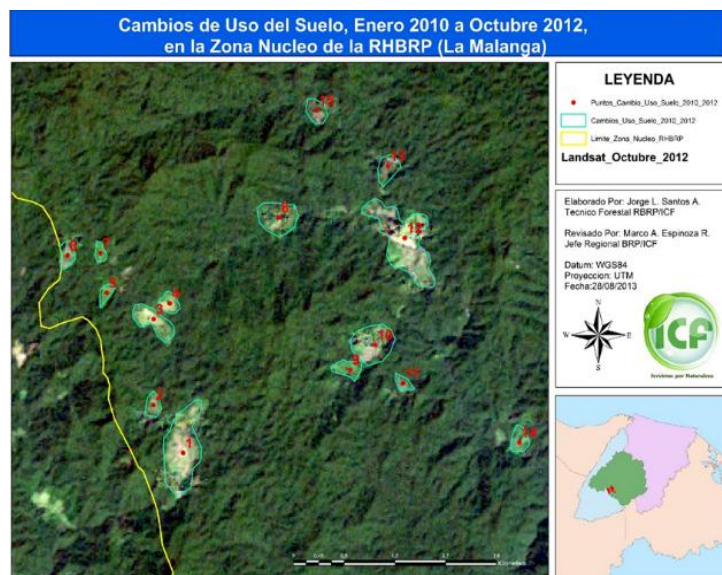 Cambios de Uso del Suelo, Enero 2010 a Octubre 2012,
en la Zona Nucleo de la RHBRP (La Malanga)
LEYENDA
Puntos_Cambio_Uso_Suelo_2010_2012
Cambios_Uso_Suelo_2010_2012
Limite_Zona_Nucleo_RHBRP
Landsat_Octubre_2012
Elaborado Por: Jorge L. Santos A.
Tecnico Forestal RBRP/ICF
Revisado Por: Marco A. Espinoza R.
Jefe Regional BRP/ICF
Datum: WGS84
Proyeccion: UTM
Fecha:28/08/2013
N
W
E
S
ICF
13
12
8
6
7
5
4
3
10
9
11
2
1